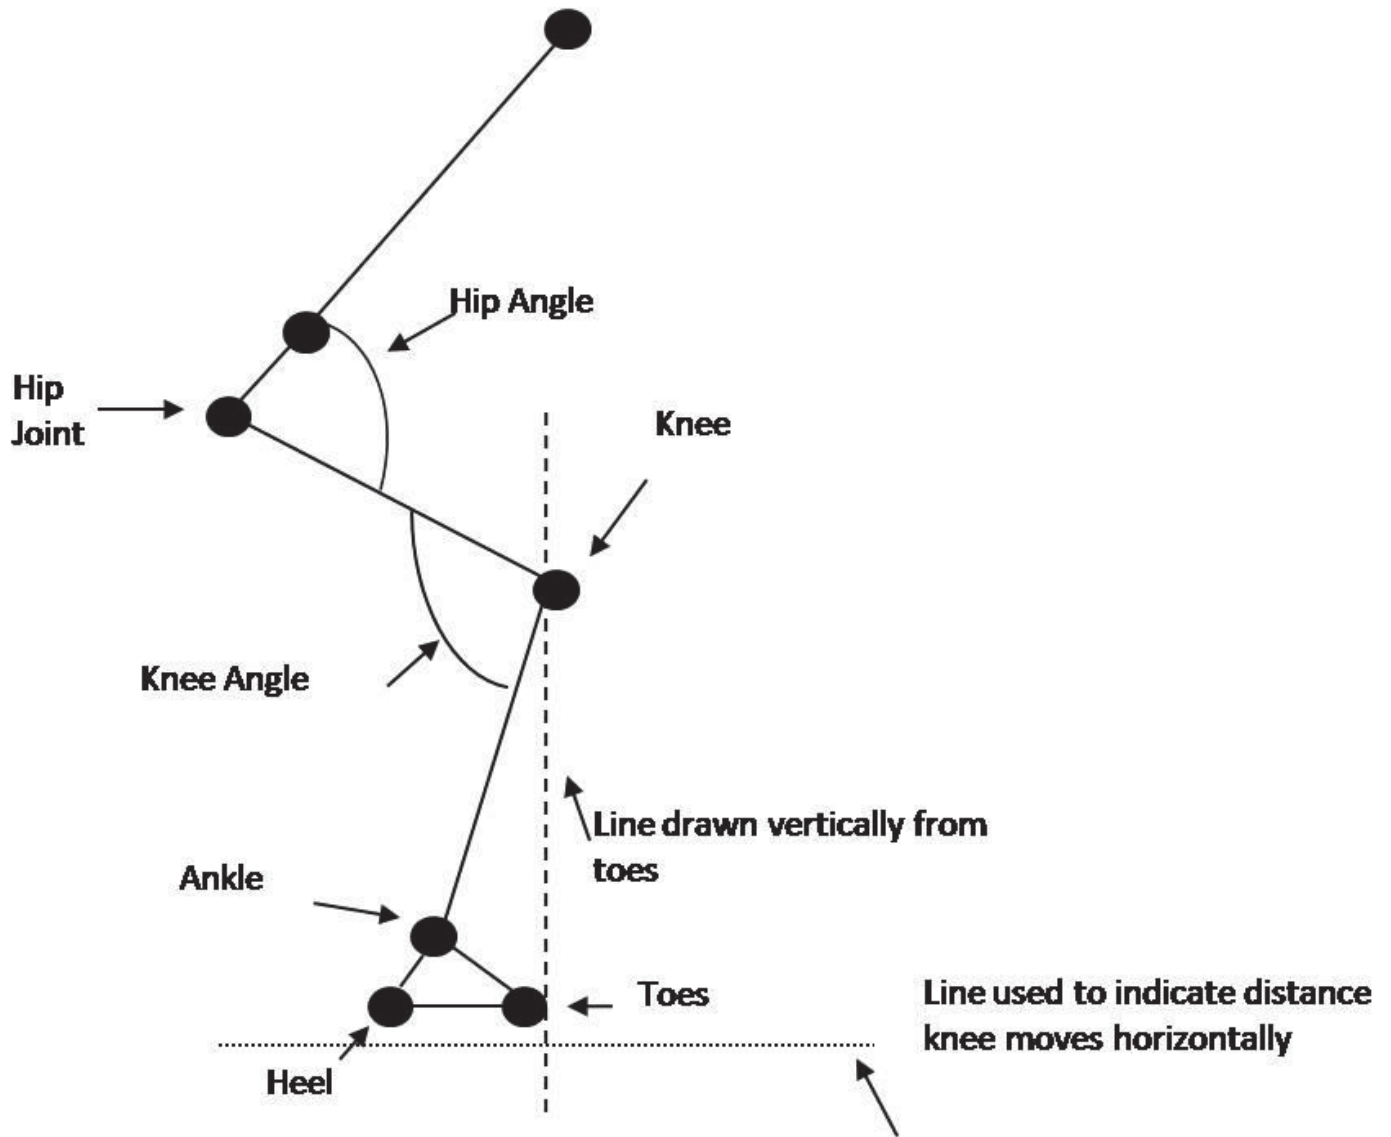 Hip Angle
Hip
Joint
Knee
Knee Angle
Line drawn vertically from
toes
Ankle
Toes
Line used to indicate distance
knee moves horizontally
Heel